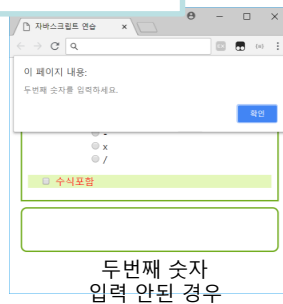 자바스크립트 연습
이 페이지 내용:
두번째 숫자를 입력하세요.
확인
-
x
/
수식포함
두번째 숫자
입력 안된 경우